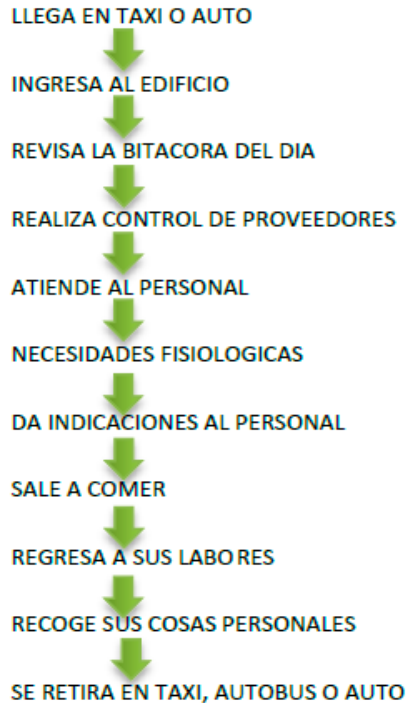 LLEGA EN TAXI O AUTO
INGRESA AL EDIFICIO
REVISA LA BITACORA DEL DIA
REALIZA CONTROL DE PROVEEDORES
ATIENDE AL PERSONAL
NECESIDADES FISIOLOGICAS
DA INDICACIONES AL PERSONAL
SALE A COMER
REGRESA A SUS LABORES
RECOGE SUS COSAS PERSONALES
SE RETIRA EN TAXI, AUTOBUS O AUTO